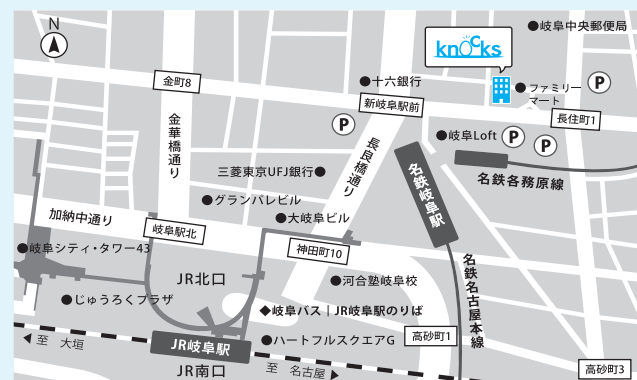 N
knocks
●岐阜中央郵便局
金町8
●十六銀行
●ファミリー
マート
P
新岐阜駅前
長住町1
P
金華橋通り
長良橋通り
●岐阜Loft
P
P
三菱東京UFJ銀行●
名鉄岐阜駅
名鉄各務原線
●グランパレビル
加納中通り
岐阜駅北
●大岐阜ビル
神田町10
●岐阜シティ・タワー43
JR北口
●河合塾岐阜校
名鉄名古屋本線
●じゅうろくプラザ
◆岐阜バス|JR岐阜駅のりば
◀ 至 大垣
JR岐阜駅
●ハートフルスクエアG
高砂町1
JR南口
至 名古屋 ▶
高砂町3